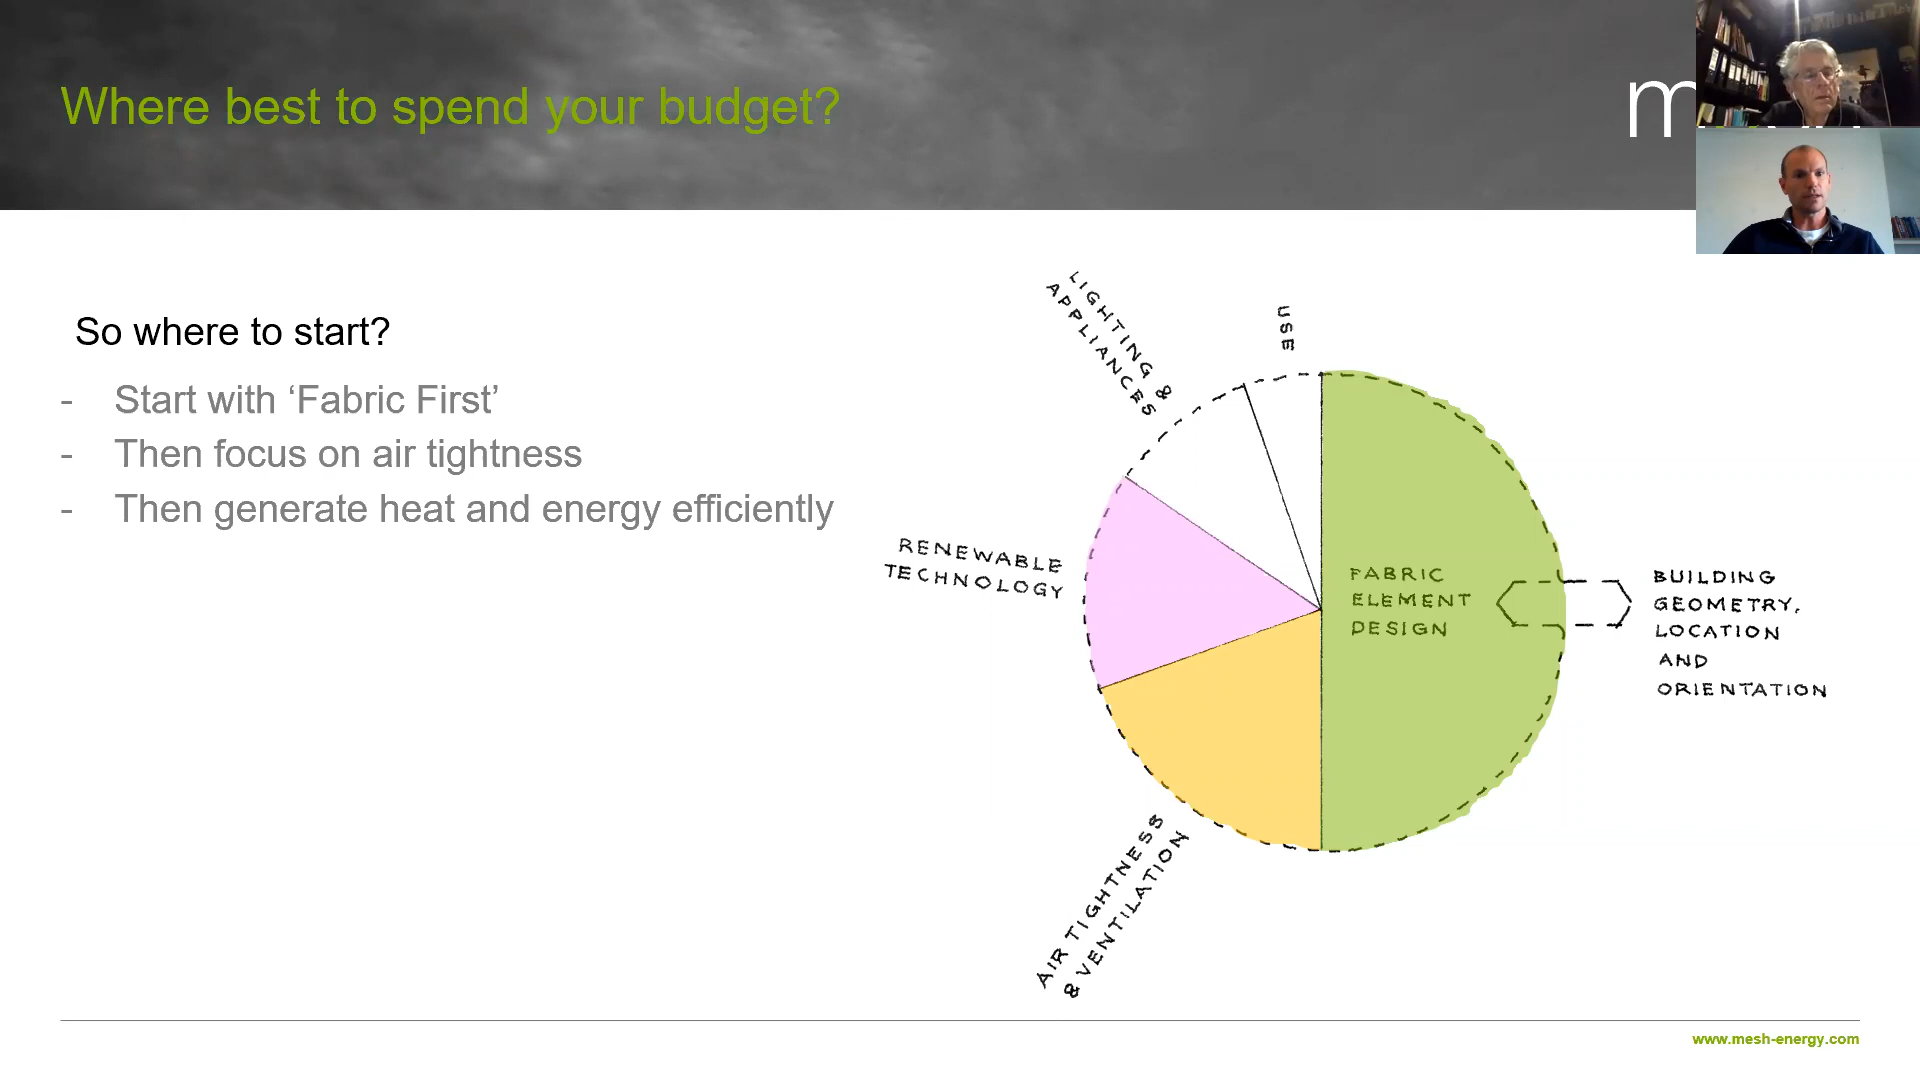 Where best to spend your budget?
So where to start?
- Start with ‘Fabric First’
- Then focus on air tightness
- Then generate heat and energy efficiently
LIGHTING &
APPLIANCES
USE
RENEWABLE
TECHNOLOGY
FABRIC
ELEMENT
DESIGN
BUILDING
GEOMETRY,
LOCATION
AND
ORIENTATION
AIR TIGHTNESS
& VENTILATION
www.mesh-energy.com